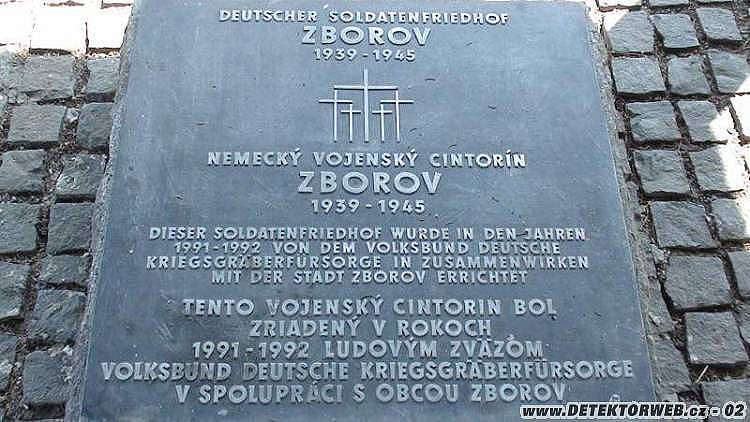 DEUTSCHER SOLDATENFRIEDHOF
ZBOROV
1939-1945
NEMECKÝ VOJENSKÝ CINTORÍN
ZBOROV
1939-1945
DIESER SOLDATENFRIEDHOF WURDE IN DEN JAHREN
1991-1992 VON DEM VOLKSBUND DEUTSCHE
KRIEGSGRÄBERFÜRSORGE IN ZUSAMMENWIRKEN
MIT DER STADT ZBOROV ERRICHTET
TENTO VOJENSKÝ CINTORIN BOL
ZRIADENÝ V ROKOCH
1991-1992 LUDOVÝM ZVÄZOM
VOLKSBUND DEUTSCHE KRIEGSGRÄBERFÜRSORGE
V SPOLUPRÁCI S OBCOU ZBOROV
www.DETEKTORWEB.cz - 02